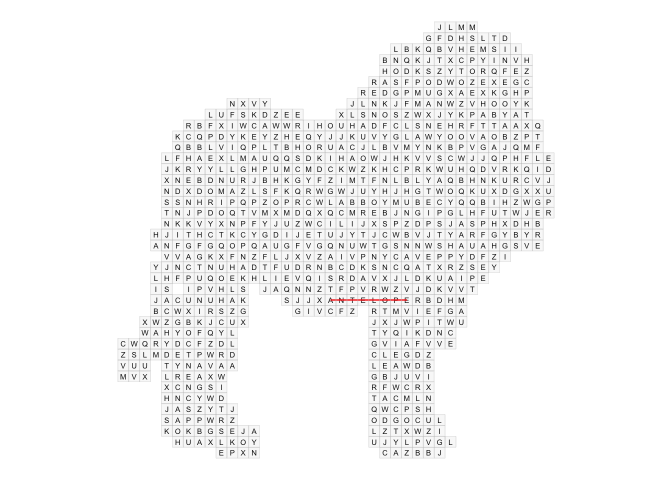 J L M M
G F D H S L T D
L B K Q B V H E M S I I
B N Q K J T X C P Y I N V H
H O D K S Z Y T O R Q F E Z
R A S F P O D W O Z E X E G C
R E D G P M U G X A E X K G H P
N X V Y J L N K J F M A N W Z V H O O Y K
L U F S K D Z E E X L S N O S Z W X J Y K P A B Y A T
R B F X I W C A W W R I H O U H A D F C L S N E H R F T T A A X Q
K C Q P D Y K E Y Z H E Q Y J J K U V Y G L A W Y O O V A O B Z P T
Q B B L V I Q P L T B H O R U A C J L B V M Y N K B P V G A J Q M F
L F H A E X L M A U Q Q S D K I H A O W J H K V V S C W J J Q P H F L E
J K R Y Y L L G H P U M C M D C K W Z K H C P R K W U H Q D V R K Q I D
X N E B D N U R J B H K G Y F Z I M T F N L B L Y A Q B H N K U R C V J
N D X D O M A Z L S F K Q R W G W J U Y H J H G T W O Q K U X D G X X U
S S N H R I P Q P Z O P R C W L A B B O Y M U B E C Y Q Q B I H Z W G P
T N J P D O Q T V M X M D Q X Q C M R E B J N G I P G L H F U T W J E R
N K K V Y X N P F Y J U Z W C I L I J X S P Z D P S J A S P H X D H B
H J I T H C T K C Y G D I J E T U J Y T J C W B V J T Y A R F G Y B Y R
A N F G F G Q O P Q A U G F V G Q N U W T G S N N W S H A U A H G S V E
V V A G K X F N Z F L J X V Z A I V P N Y C A V E P P Y D F Z I
Y J N C T N U H A D T F U D R N B C D K S N C Q A T X R Z S E Y
L H F P U Q O E K H L I E V Q I S R D A V X J L D K U A I P E
I S I P V H L S J A Q N N Z T F P V R W Z V J D K V V T
J A C U N U H A K S J J X A N T E L O P E R B D H M
B C W X I R S Z G G I V C F Z R T M V I E F G A
X W Z G B K J C U X J X J W P I T W U
W A H Y O F Q Y L T Y Q I K D N C
C W Q R Y D C F Z D L G V I A F V V E
Z S L M D E T P W R D C L E G D Z
V U U T Y N A V A A L E A W D B
M V X L R E A X W G B J U V I
X C N G S I R F W C R X
H N C Y W D T A C M L N
J A S Z Y T J Q W C P S H
S A P P W R Z O D G O C U L
K O K B G S E J A L Z T X W Z I
H U A X L K O Y U J Y L P V G L
E P X N C A Z B B J